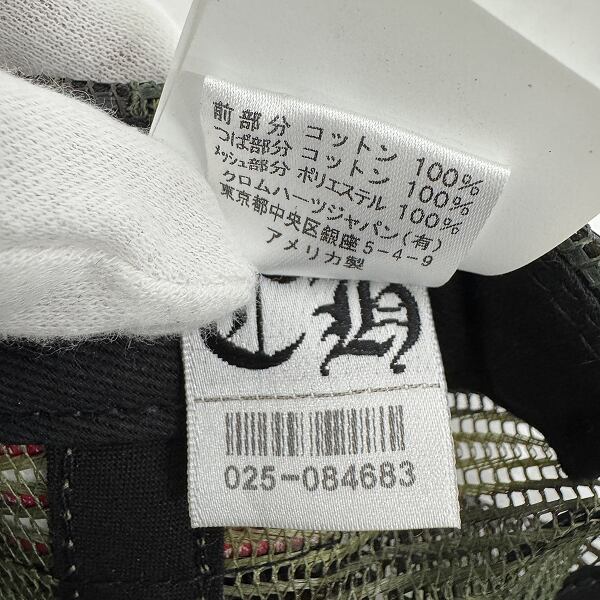 前部分 コットン 100%
つば部分 コットン 100%
メッシュ部分 ポリエステル 100%
クロムハーツジャパン(有)
東京都中央区銀座5-4-9
アメリカ製
CH
025-084683